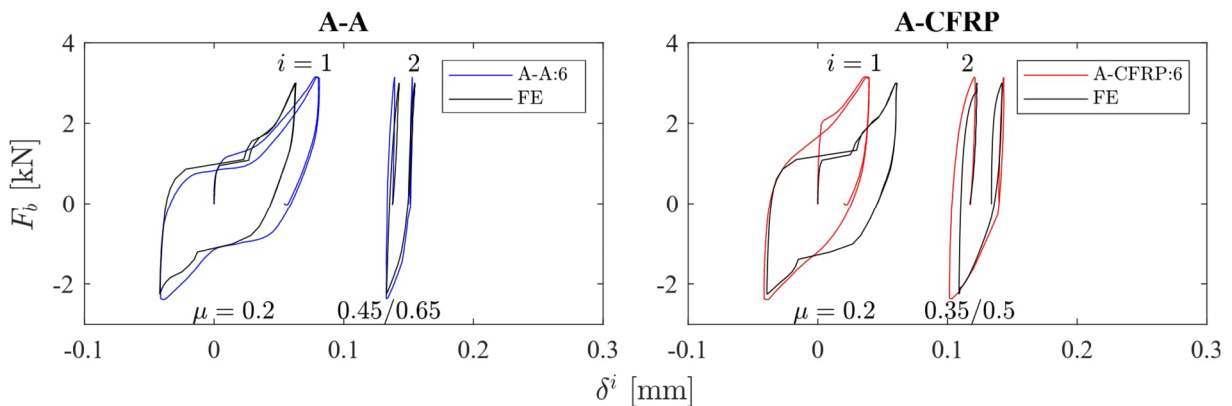 A-A
A-CFRP
4
2
0
-2
F_b [kN]
i = 1
2
A-A:6
FE
μ = 0.2
0.45/0.65
-0.1
0
0.1
0.2
0.3
4
2
0
-2
i = 1
2
A-CFRP:6
FE
μ = 0.2
0.35/0.5
-0.1
0
0.1
0.2
0.3
δ^i [mm]